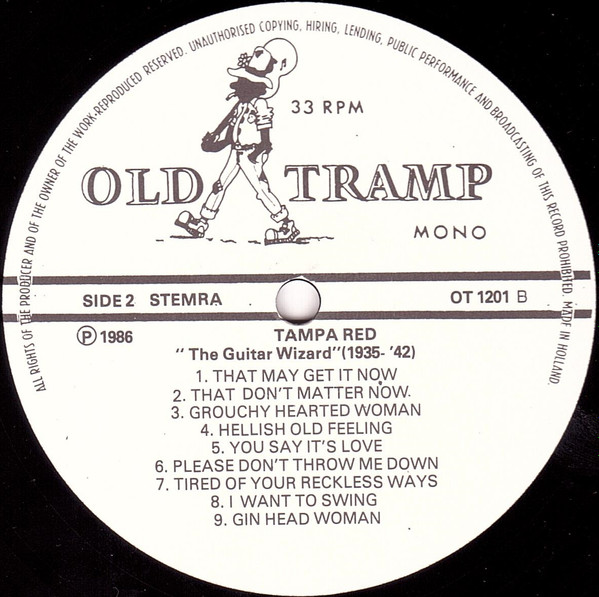 ALL RIGHTS OF THE PRODUCER AND OF THE OWNER OF THE WORK-REPRODUCED RESERVED. UNAUTHORISED COPYING, HIRING, LENDING, PUBLIC PERFORMANCE AND BROADCASTING OF THIS RECORD PROHIBITED. MADE IN HOLLAND.
33 RPM
OLD TRAMP
MONO
SIDE 2 STEMRA OT 1201 B
Ⓟ 1986 TAMPA RED
"The Guitar Wizard"(1935-'42)
1. THAT MAY GET IT NOW
2. THAT DON'T MATTER NOW.
3. GROUCHY HEARTED WOMAN
4. HELLISH OLD FEELING
5. YOU SAY IT'S LOVE
6. PLEASE DON'T THROW ME DOWN
7. TIRED OF YOUR RECKLESS WAYS
8. I WANT TO SWING
9. GIN HEAD WOMAN